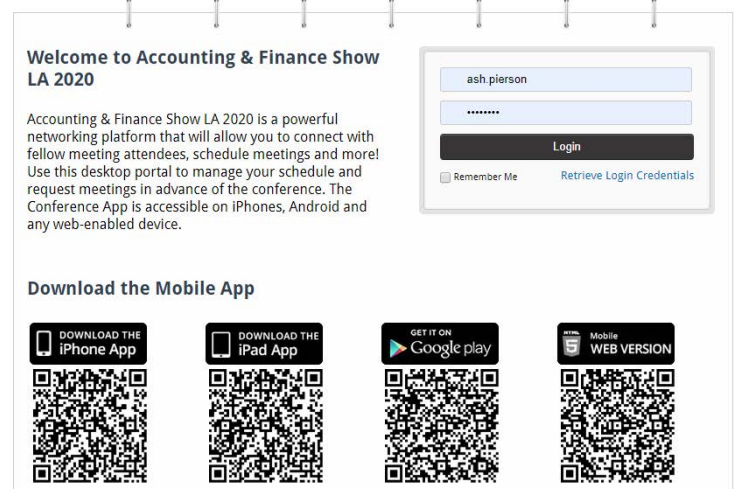 Welcome to Accounting & Finance Show
LA 2020
Accounting & Finance Show LA 2020 is a powerful
networking platform that will allow you to connect with
fellow meeting attendees, schedule meetings and more!
Use this desktop portal to manage your schedule and
request meetings in advance of the conference. The
Conference App is accessible on iPhones, Android and
any web-enabled device.
ash.pierson
••••••••
Login
Remember Me
Retrieve Login Credentials
Download the Mobile App
DOWNLOAD THE
iPhone App
DOWNLOAD THE
iPad App
GET IT ON
Google play
HTML
5
Mobile
WEB VERSION